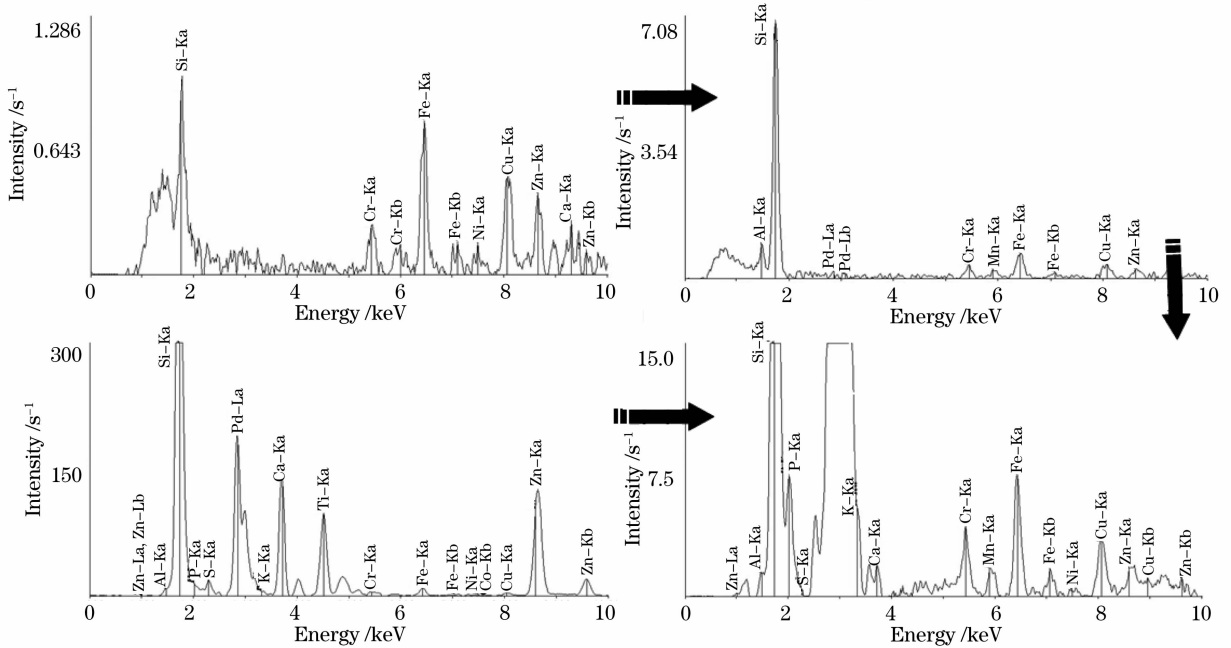 1.286
0.643
Intensity /s⁻¹
Si−Ka
Cr−Ka
Cr−Kb
Fe−Ka
Fe−Kb
Ni−Ka
Cu−Ka
Zn−Ka
Ca−Ka
Zn−Kb
0 2 4 6 8 10
Energy /keV
7.08
3.54
Intensity /s⁻¹
Al−Ka
Si−Ka
Pd−La
Pd−Lb
Cr−Ka
Mn−Ka
Fe−Ka
Fe−Kb
Cu−Ka
Zn−Ka
0 2 4 6 8 10
Energy /keV
300
150
Intensity /s⁻¹
Zn−La, Zn−Lb
Al−Ka
Si−Ka
P−Ka
S−Ka
Pd−La
K−Ka
Ca−Ka
Ti−Ka
Cr−Ka
Fe−Ka
Fe−Kb
Ni−Ka
Co−Kb
Cu−Ka
Zn−Ka
Zn−Kb
0 2 4 6 8 10
Energy /keV
15.0
7.5
Intensity /s⁻¹
Zn−La
Al−Ka
Si−Ka
P−Ka
S−Ka
K−Ka
Ca−Ka
Cr−Ka
Mn−Ka
Fe−Ka
Fe−Kb
Ni−Ka
Cu−Ka
Zn−Ka
Cu−Kb
Zn−Kb
0 2 4 6 8 10
Energy /keV